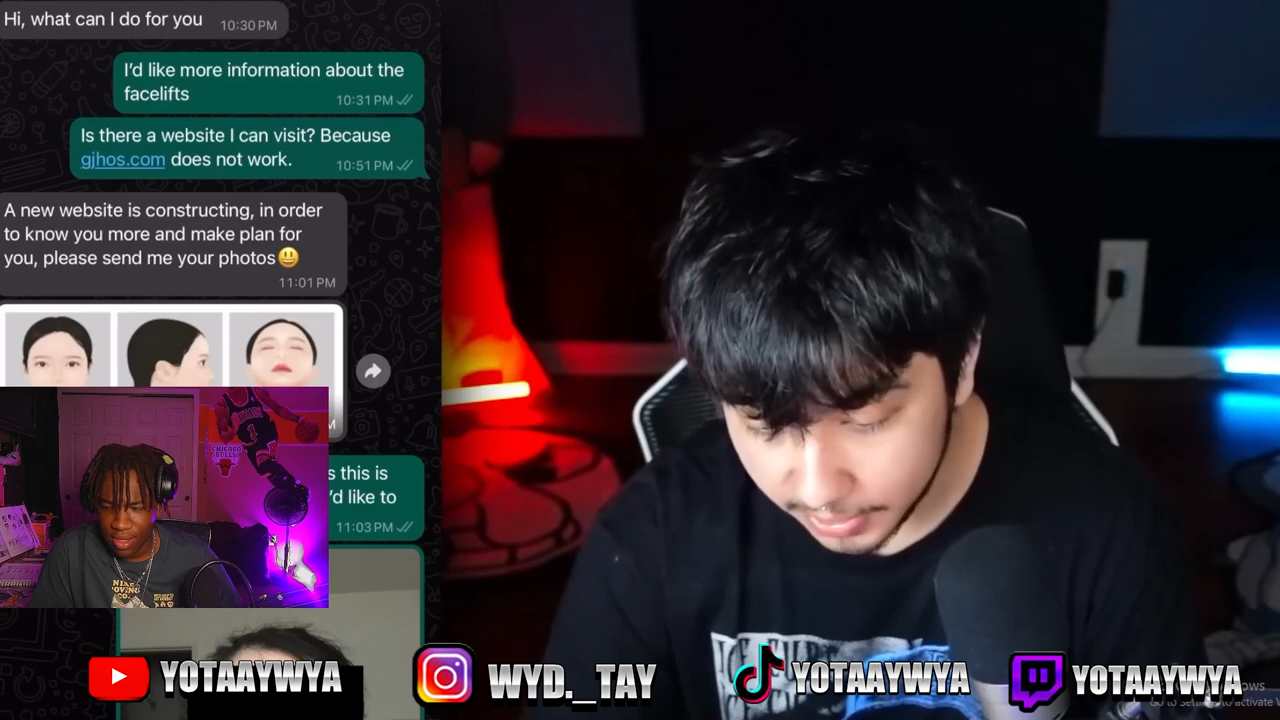 Hi, what can I do for you
10:30 PM
I'd like more information about the
facelifts
10:31 PM
Is there a website I can visit? Because
gjhos.com does not work.
10:51 PM
A new website is constructing, in order
to know you more and make plan for
you, please send me your photos😃
11:01 PM
s this is
'd like to
11:03 PM
CHICAGO
BULLS
YOTAAYWYA
WYD._TAY
YOTAAYWYA
YOTAAYWYA